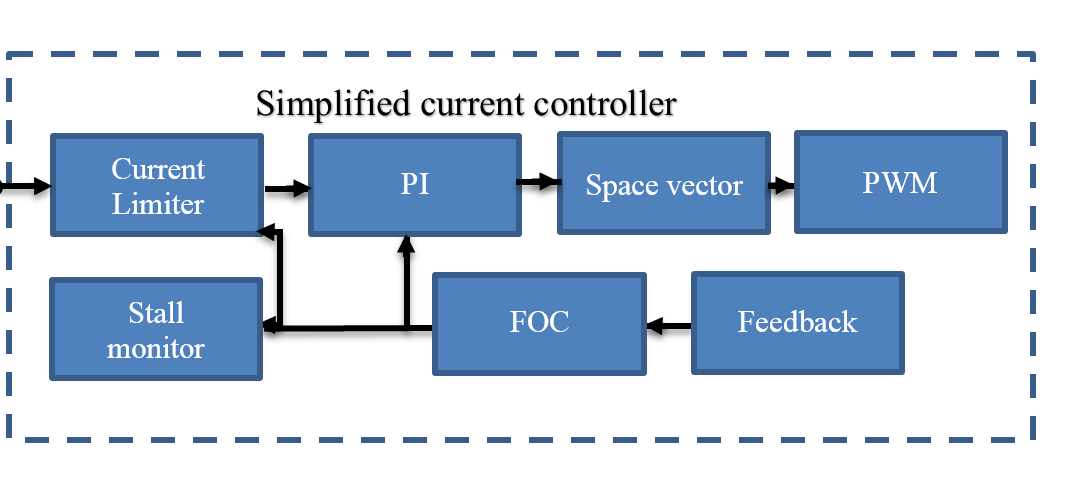 Simplified current controller
Current
Limiter
PI
Space vector
PWM
Stall
monitor
FOC
Feedback